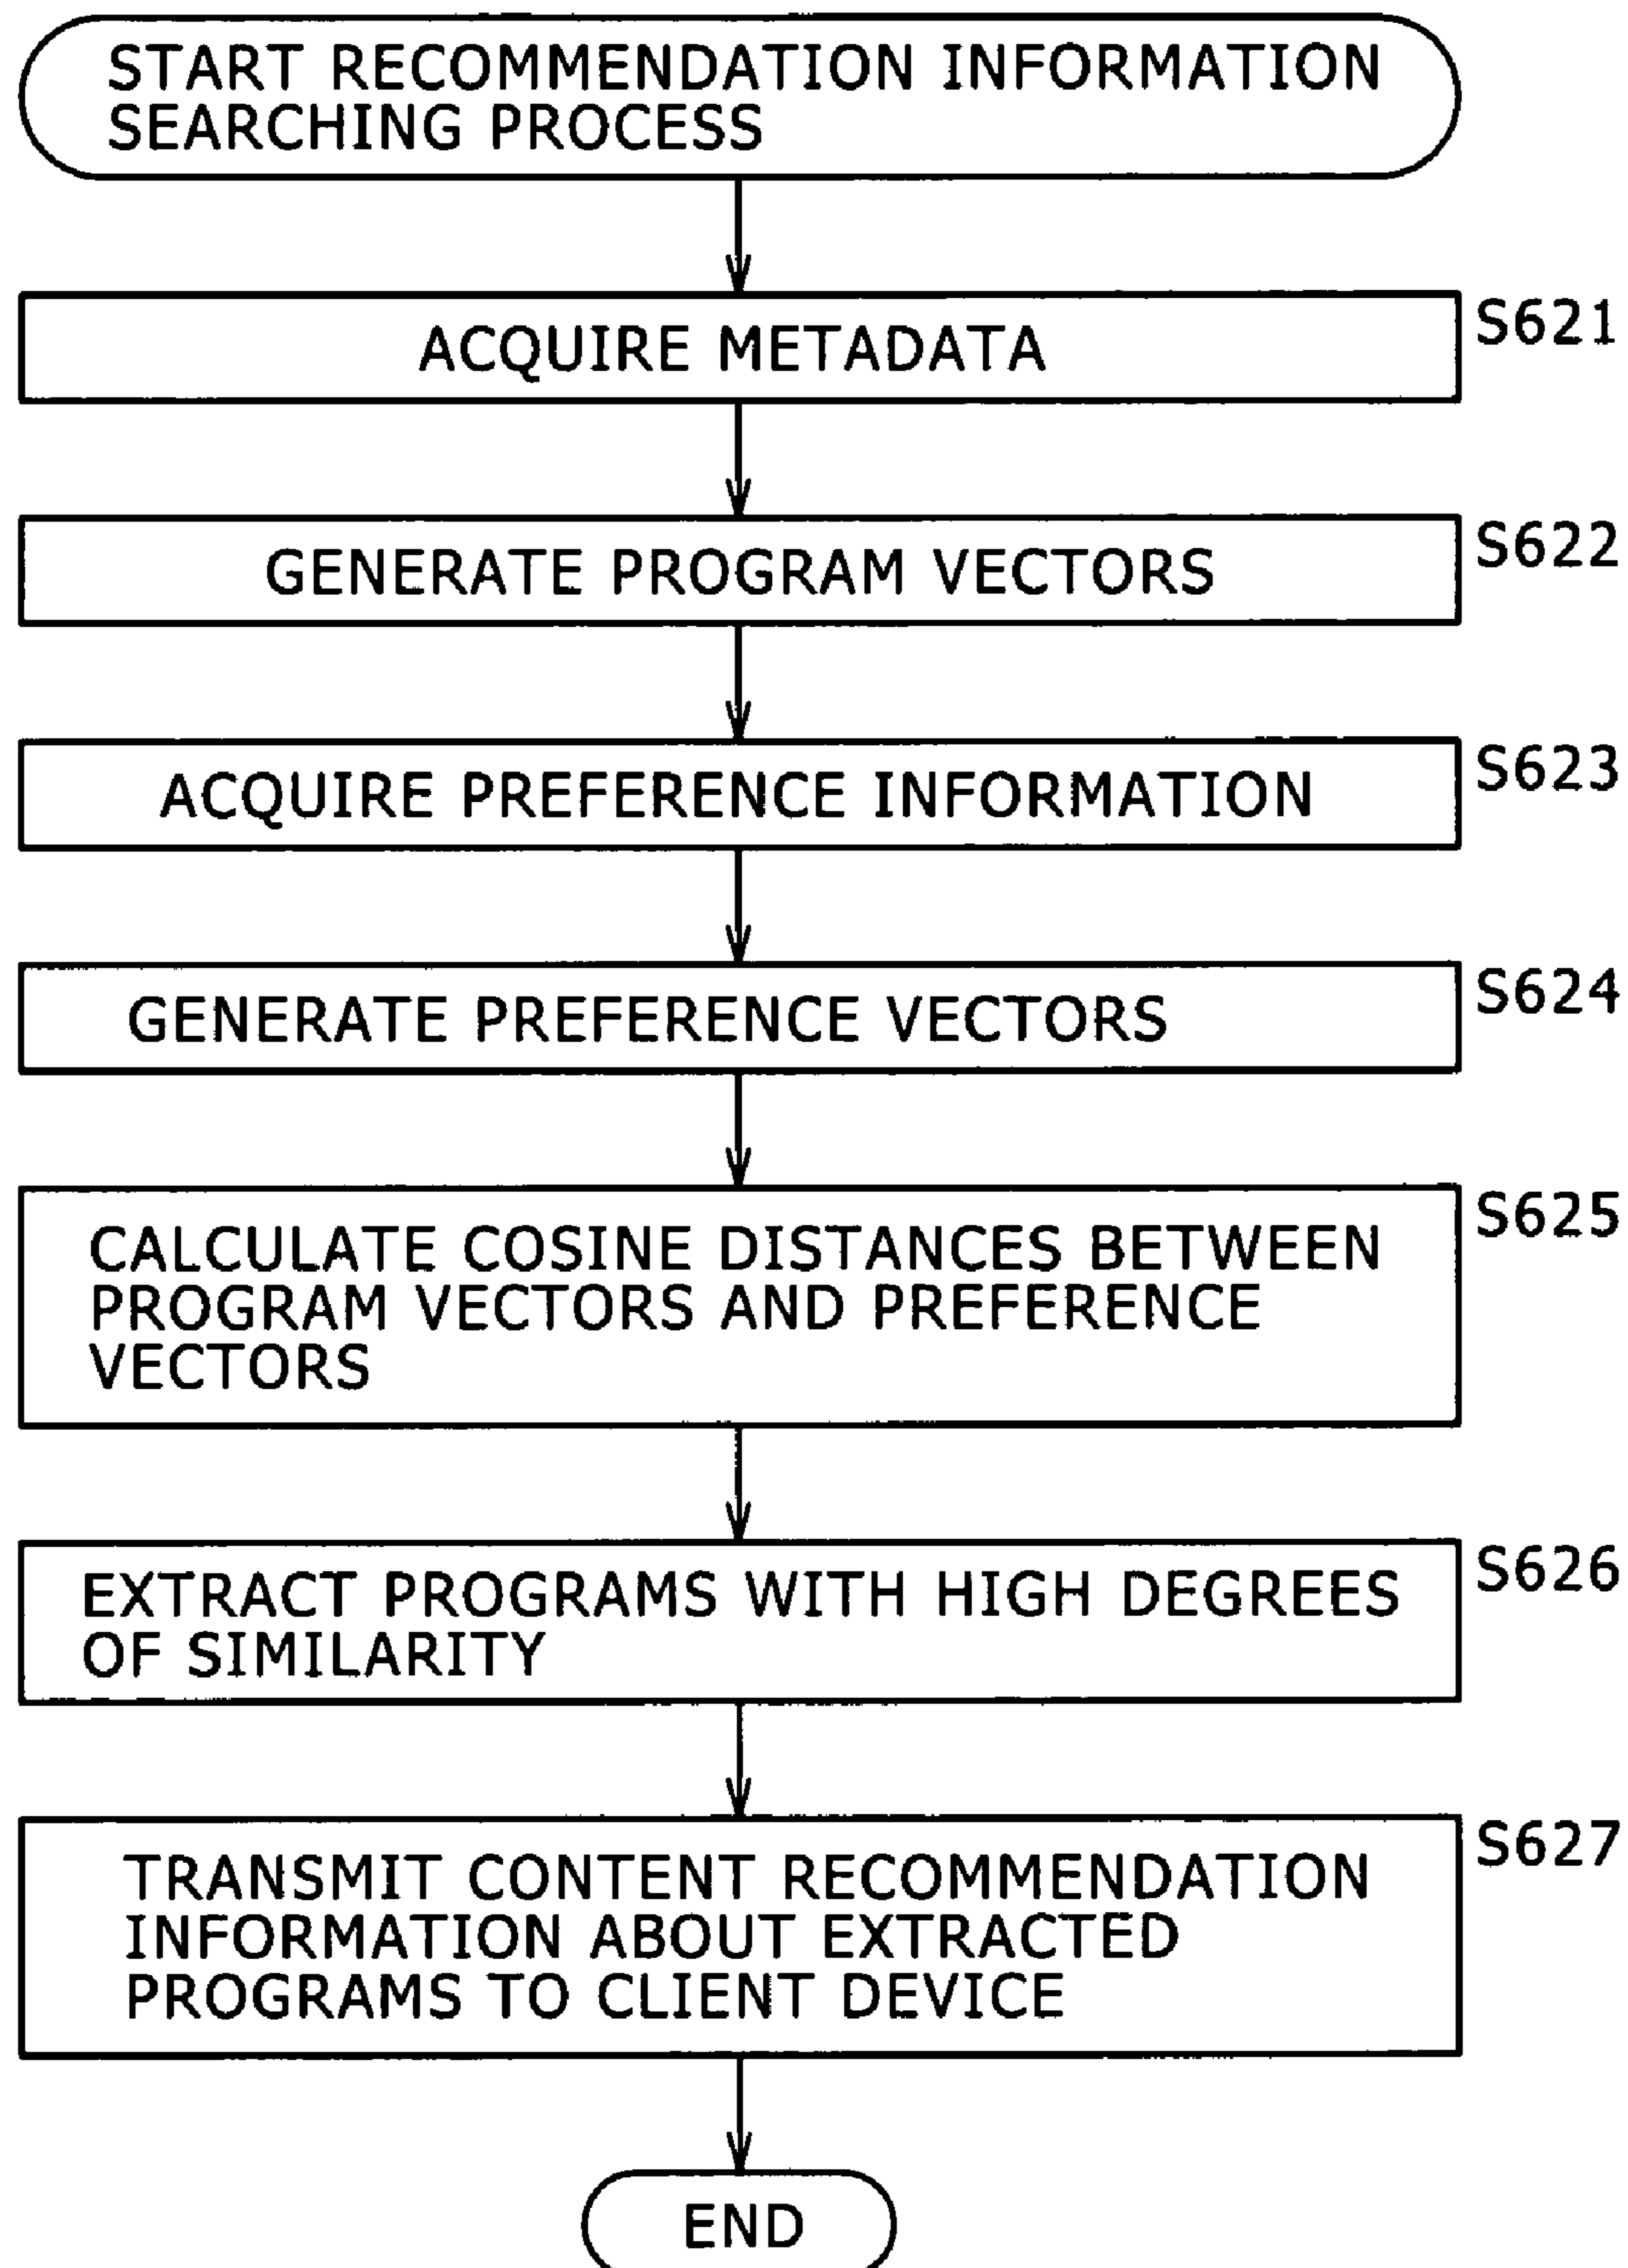 START RECOMMENDATION INFORMATION
SEARCHING PROCESS
ACQUIRE METADATA
S621
GENERATE PROGRAM VECTORS
S622
ACQUIRE PREFERENCE INFORMATION
S623
GENERATE PREFERENCE VECTORS
S624
CALCULATE COSINE DISTANCES BETWEEN
PROGRAM VECTORS AND PREFERENCE
VECTORS
S625
EXTRACT PROGRAMS WITH HIGH DEGREES
OF SIMILARITY
S626
TRANSMIT CONTENT RECOMMENDATION
INFORMATION ABOUT EXTRACTED
PROGRAMS TO CLIENT DEVICE
S627
END